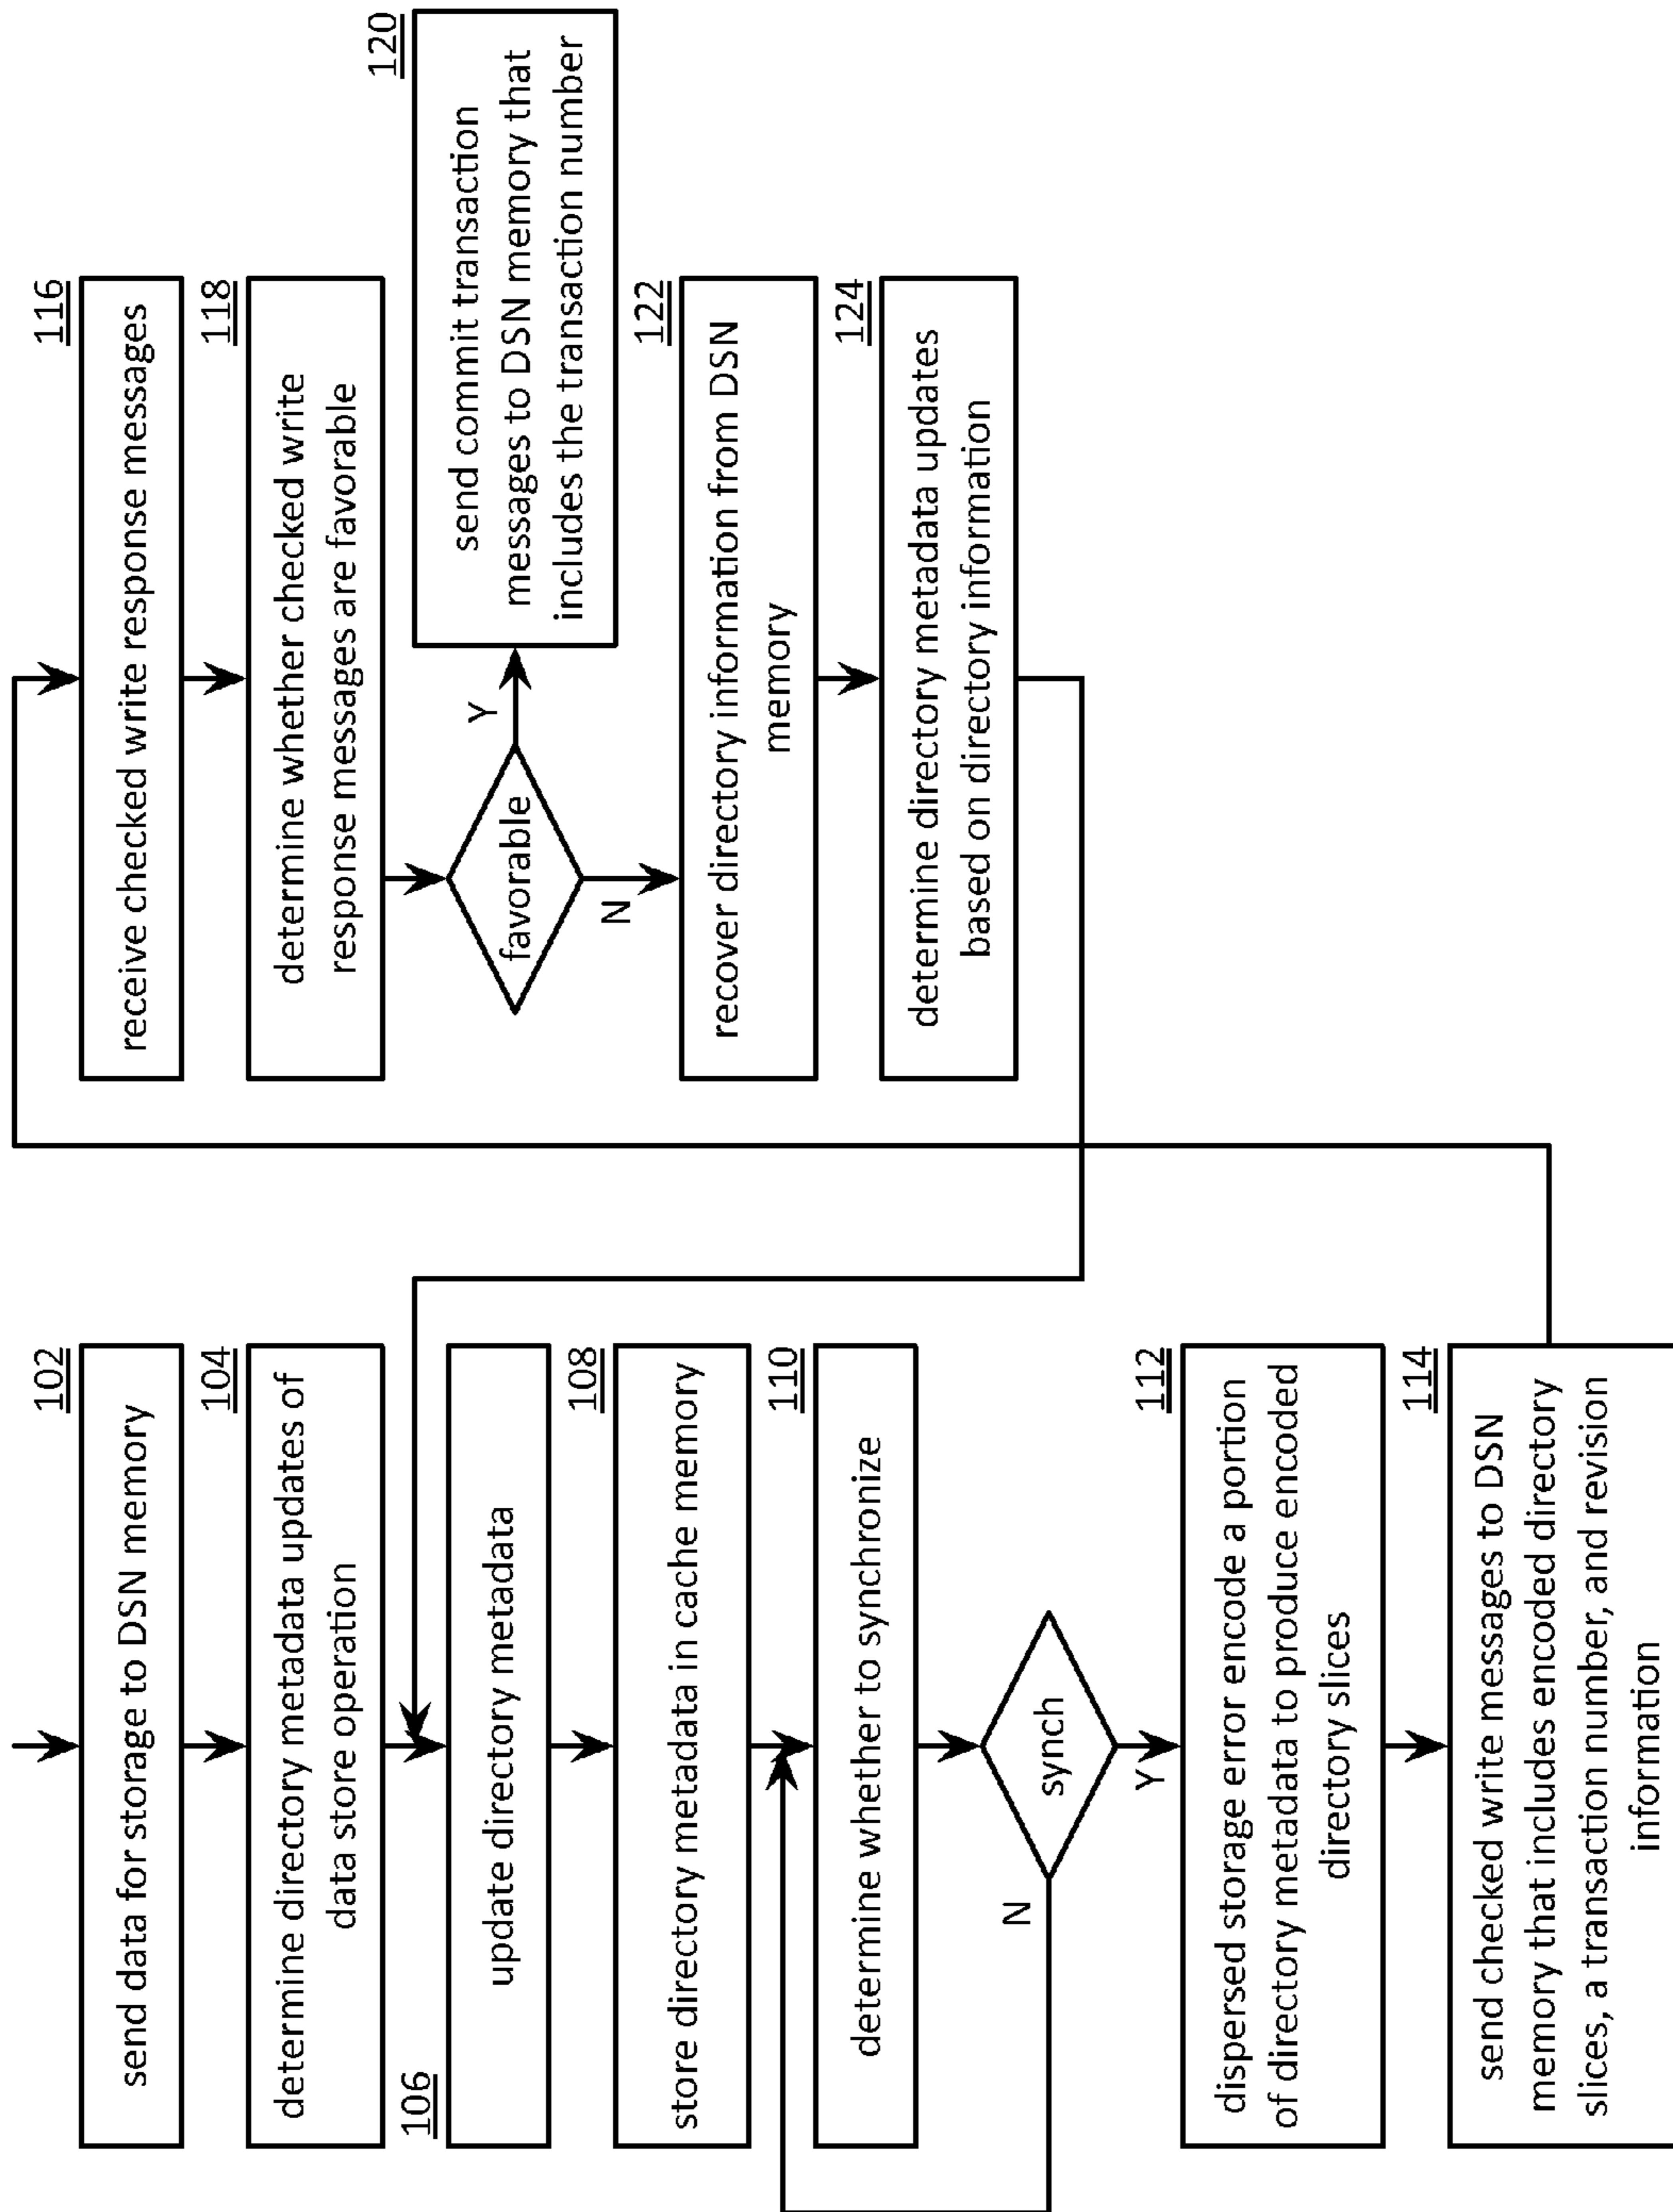 102
send data for storage to DSN memory
104
determine directory metadata updates of
data store operation
106
update directory metadata
108
store directory metadata in cache memory
110
determine whether to synchronize
synch
N
Y
112
dispersed storage error encode a portion
of directory metadata to produce encoded
directory slices
114
send checked write messages to DSN
memory that includes encoded directory
slices, a transaction number, and revision
information
116
receive checked write response messages
118
determine whether checked write
response messages are favorable
favorable
Y
N
120
send commit transaction
messages to DSN memory that
includes the transaction number
122
recover directory information from DSN
memory
124
determine directory metadata updates
based on directory information